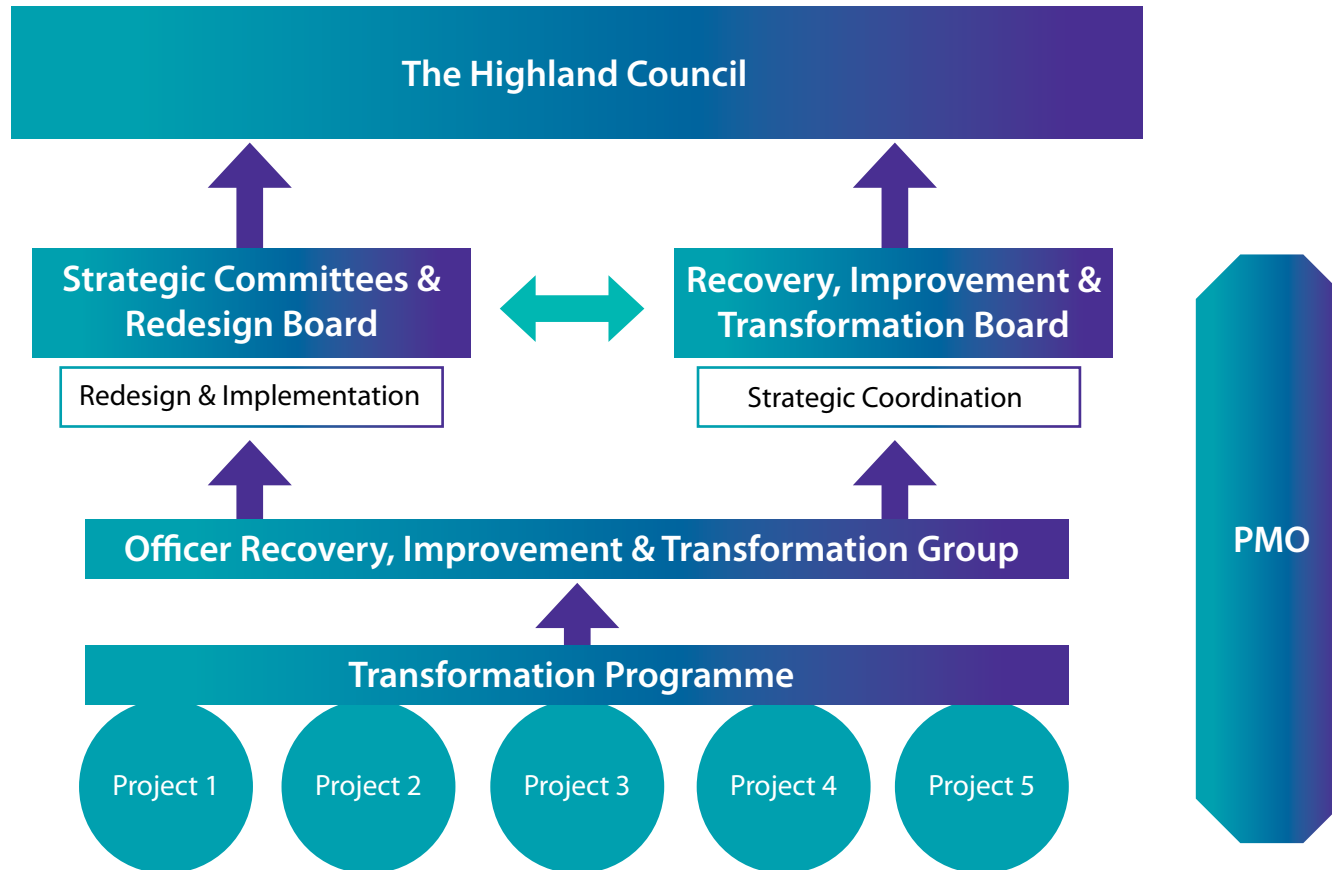 The Highland Council
Strategic Committees &
Redesign Board
Recovery, Improvement &
Transformation Board
Redesign & Implementation
Strategic Coordination
Officer Recovery, Improvement & Transformation Group
PMO
Transformation Programme
Project 1
Project 2
Project 3
Project 4
Project 5